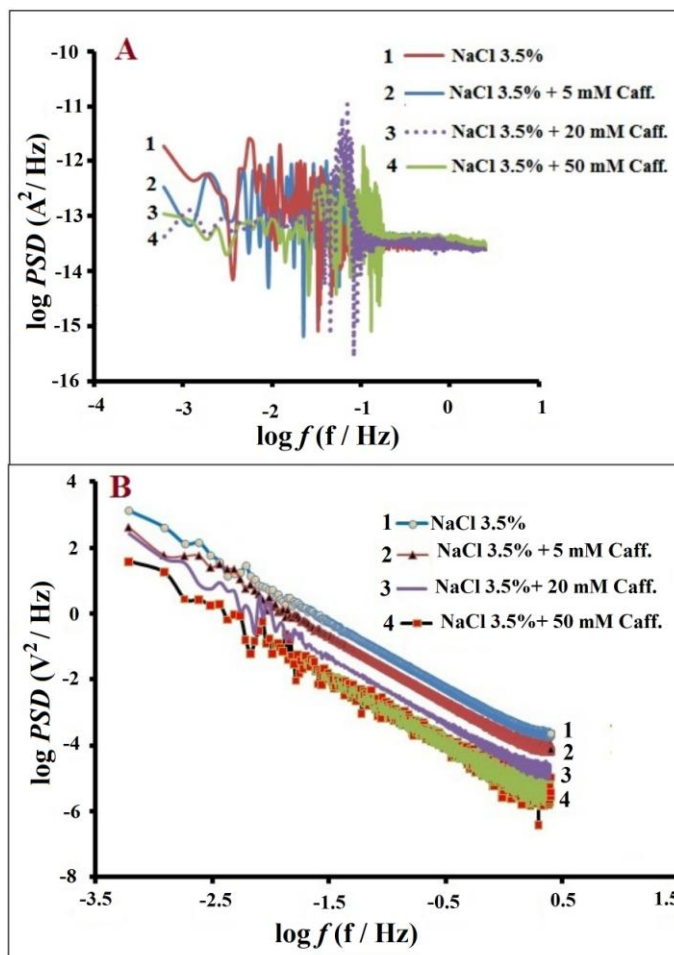 A
1 NaCl 3.5%
2 NaCl 3.5% + 5 mM Caff.
3 NaCl 3.5% + 20 mM Caff.
4 NaCl 3.5% + 50 mM Caff.
-10
-11
-12
-13
-14
-15
-16
1
2
3
4
log PSD (A²/ Hz)
-4 -3 -2 -1 0 1
log f (f / Hz)
B
1 NaCl 3.5%
2 NaCl 3.5% + 5 mM Caff.
3 NaCl 3.5%+ 20 mM Caff.
4 NaCl 3.5%+ 50 mM Caff.
4
2
0
-2
-4
-6
-8
1
2
3
4
log PSD (V²/ Hz)
-3.5 -2.5 -1.5 -0.5 0.5 1.5
log f (f / Hz)